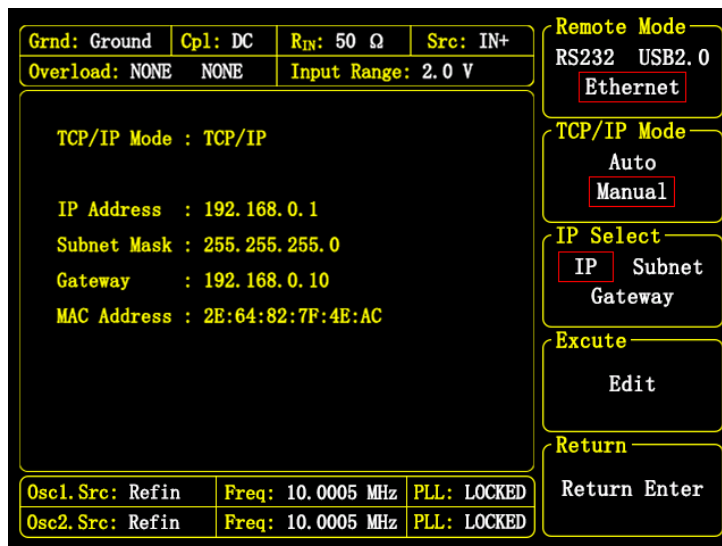 Grnd: Ground Cpl: DC RIN: 50 Ω Src: IN+
Overload: NONE NONE Input Range: 2.0 V
TCP/IP Mode : TCP/IP
IP Address : 192.168.0.1
Subnet Mask : 255.255.255.0
Gateway : 192.168.0.10
MAC Address : 2E:64:82:7F:4E:AC
Osc1.Src: Refin Freq: 10.0005 MHz PLL: LOCKED
Osc2.Src: Refin Freq: 10.0005 MHz PLL: LOCKED
Remote Mode
RS232 USB2.0
Ethernet
TCP/IP Mode
Auto
Manual
IP Select
IP Subnet
Gateway
Excute
Edit
Return
Return Enter